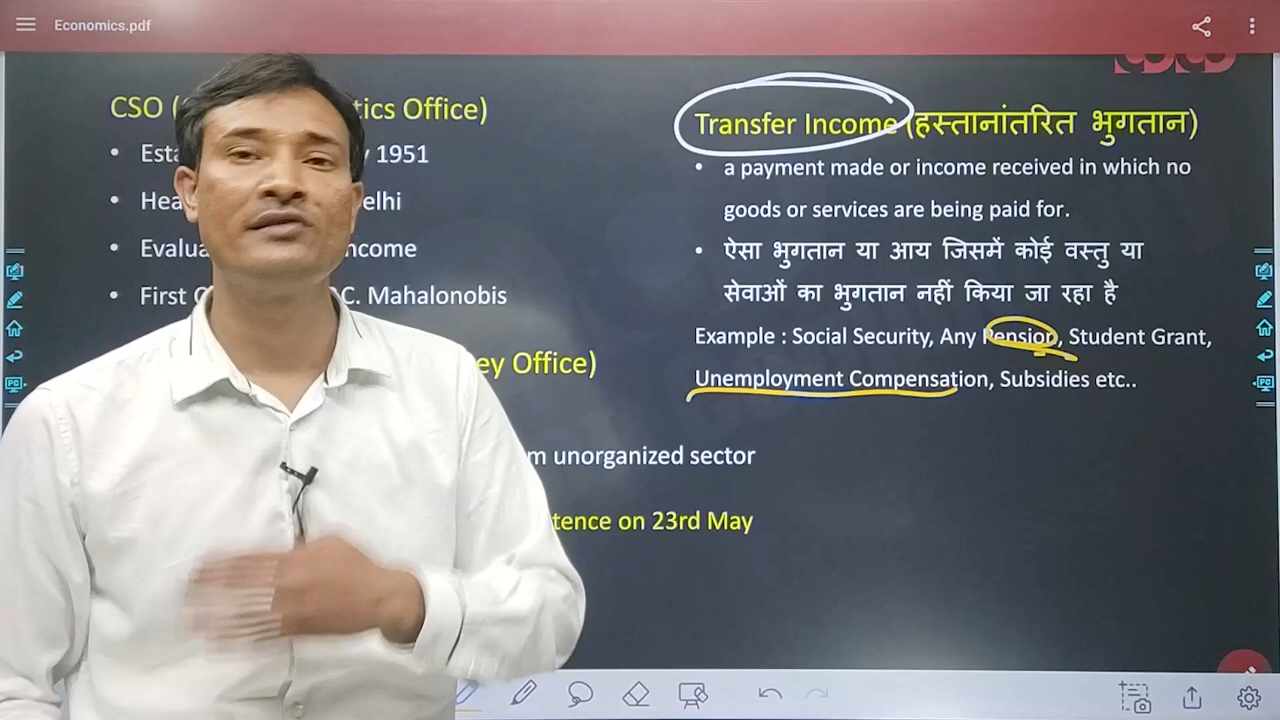 Economics.pdf
CSO ( tics Office)
1951
elhi
ncome
First C. Mahalonobis
ey Office)
m unorganized sector
tence on 23rd May
Transfer Income (हस्तानांतरित भुगतान)
• a payment made or income received in which no
goods or services are being paid for.
• ऐसा भुगतान या आय जिसमें कोई वस्तु या
सेवाओं का भुगतान नहीं किया जा रहा है
Example : Social Security, Any Pension, Student Grant,
Unemployment Compensation, Subsidies etc..